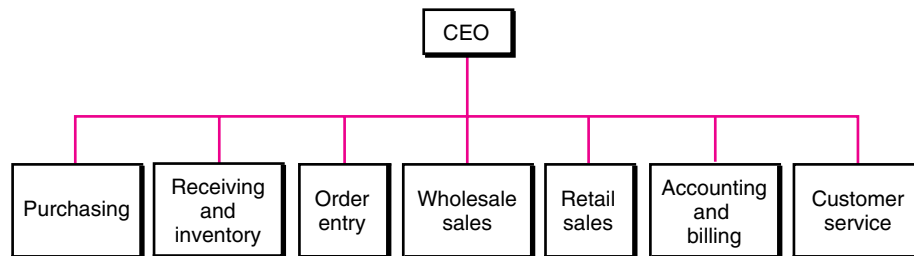 CEO
Purchasing
Receiving
and
inventory
Order
entry
Wholesale
sales
Retail
sales
Accounting
and
billing
Customer
service